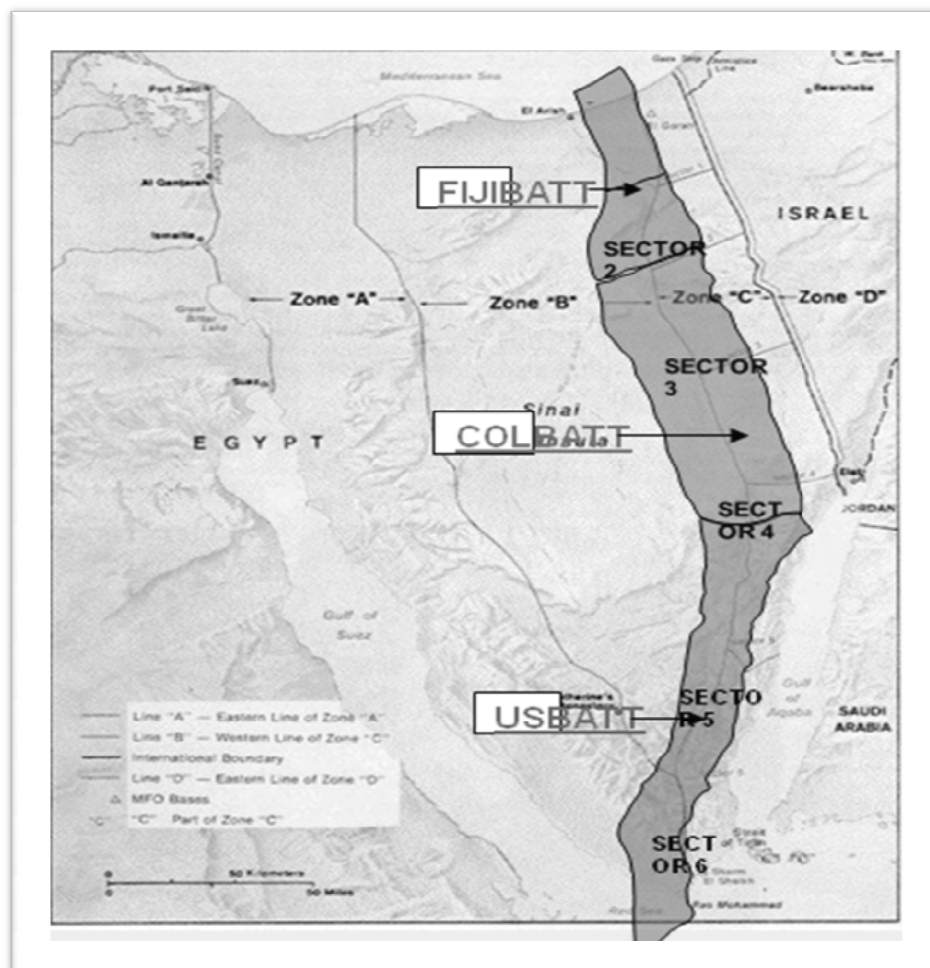 Mediterranean Sea
Port Said
El Arish
Beersheba
El Gorah
Al Qantarah
FIJIBATT
ISRAEL
Ismailia
SECTOR
2
Zone "A"
Zone "B"
Zone "C"
Zone "D"
Great
Bitter
Lake
SECTOR
3
Suez
Sinai
EGYPT
COLBATT
Elat
SECT
OR 4
JORDAN
Gulf of
Suez
Gulf
of
Aqaba
SECTO
R 5
USBATT
SAUDI
ARABIA
Line "A" — Eastern Line of Zone "A"
Line "B" — Western Line of Zone "C"
International Boundary
Line "D" — Eastern Line of Zone "D"
MFO Bases
"C" Part of Zone "C"
Strait
of Tiran
SECT
OR 6
Sharm
El Sheikh
0 50 Kilometers
0 50 Miles
Red Sea
Ras Mohammed